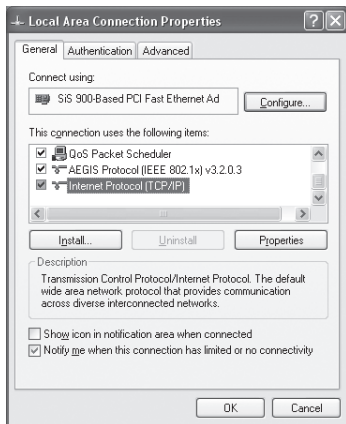 Local Area Connection Properties
General Authentication Advanced
Connect using:
SiS 900-Based PCI Fast Ethernet Ad
Configure...
This connection uses the following items:
QoS Packet Scheduler
AEGIS Protocol (IEEE 802.1x) v3.2.0.3
Internet Protocol (TCP/IP)
Install... Uninstall Properties
Description
Transmission Control Protocol/Internet Protocol. The default
wide area network protocol that provides communication
across diverse interconnected networks.
Show icon in notification area when connected
Notify me when this connection has limited or no connectivity
OK Cancel